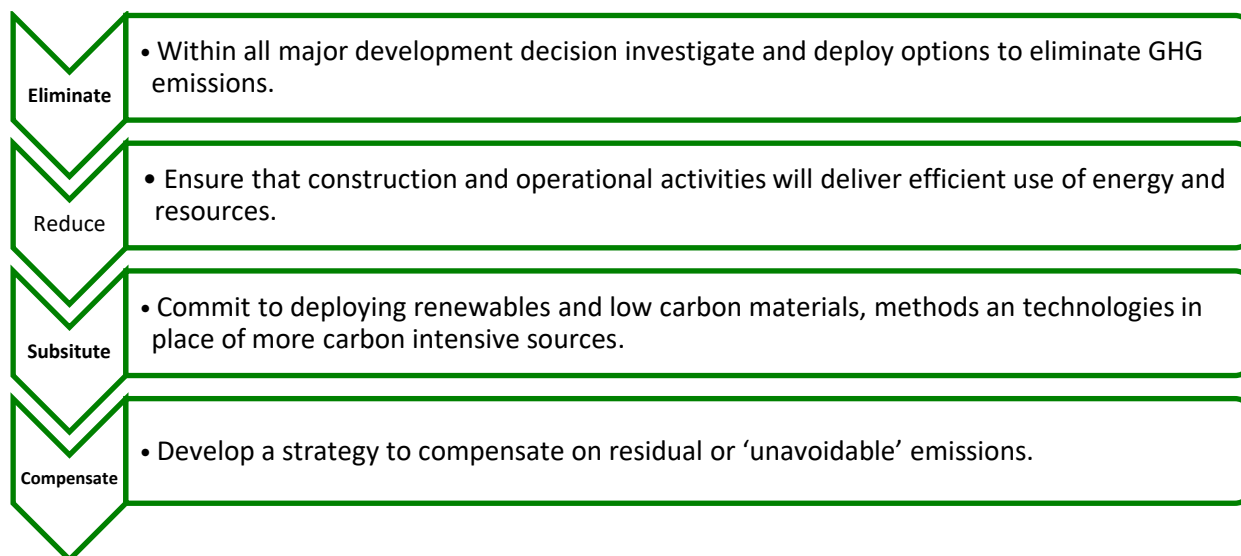 Eliminate
• Within all major development decision investigate and deploy options to eliminate GHG
emissions.
Reduce
• Ensure that construction and operational activities will deliver efficient use of energy and
resources.
Subsitute
• Commit to deploying renewables and low carbon materials, methods an technologies in
place of more carbon intensive sources.
Compensate
• Develop a strategy to compensate on residual or ‘unavoidable’ emissions.